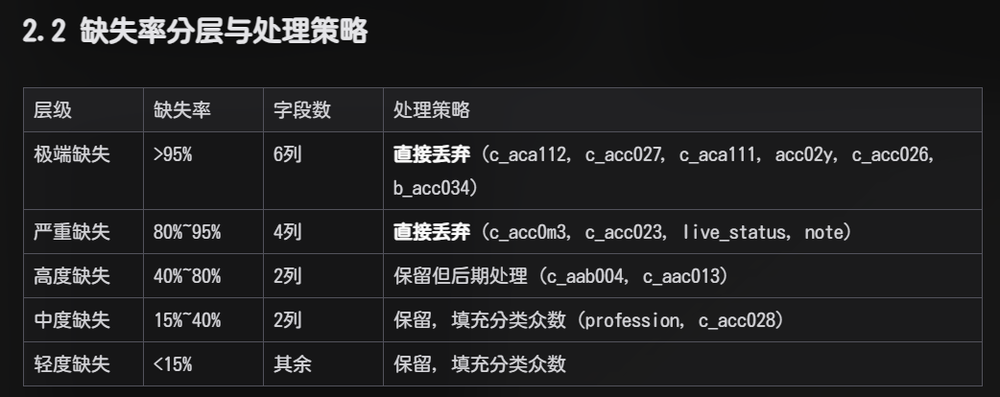 2.2 缺失率分层与处理策略
层级 缺失率 字段数 处理策略
极端缺失 >95% 6列 直接丢弃 (c_aca112, c_acc027, c_aca111, acc02y, c_acc026,
b_acc034)
严重缺失 80%~95% 4列 直接丢弃 (c_acc0m3, c_acc023, live_status, note)
高度缺失 40%~80% 2列 保留但后期处理 (c_aab004, c_aac013)
中度缺失 15%~40% 2列 保留, 填充分类众数 (profession, c_acc028)
轻度缺失 <15% 其余 保留, 填充分类众数